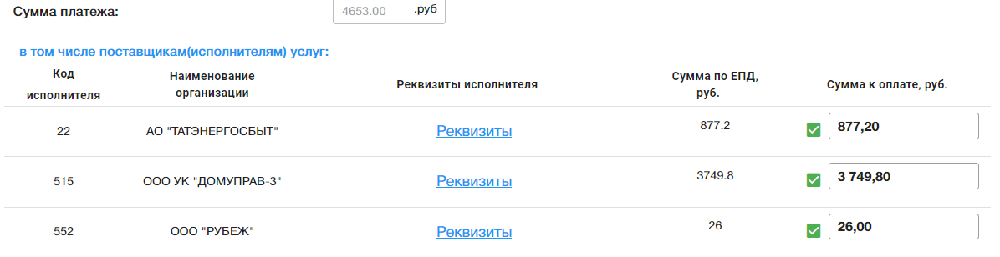 Сумма платежа: 4653.00 .руб
в том числе поставщикам(исполнителям) услуг:
Код исполнителя
Наименование организации
Реквизиты исполнителя
Сумма по ЕПД, руб.
Сумма к оплате, руб.
22 АО "ТАТЭНЕРГОСБЫТ" Реквизиты 877.2 877,20
515 ООО УК "ДОМУПРАВ-3" Реквизиты 3749.8 3 749,80
552 ООО "РУБЕЖ" Реквизиты 26 26,00